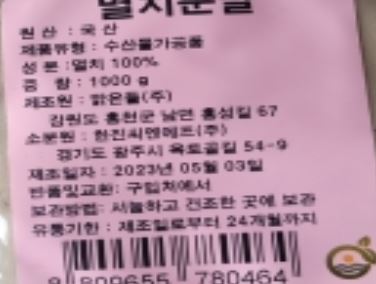 멸치분말
원 산 : 국 산
제품유형 : 수산물가공품
성 분 : 멸치 100%
중 량 : 1000 g
제조원 : 맑은들(주)
강원도 홍천군 남면 홍성길 67
소분원 : 한진씨엔에프(주)
경기도 광주시 옥토골길 54-9
제조일자 : 2023년 05월 03일
반품및교환: 구입처에서
보관방법: 서늘하고 건조한 곳에 보관
유통기한 : 제조일로부터 24개월까지
8 809655 780464